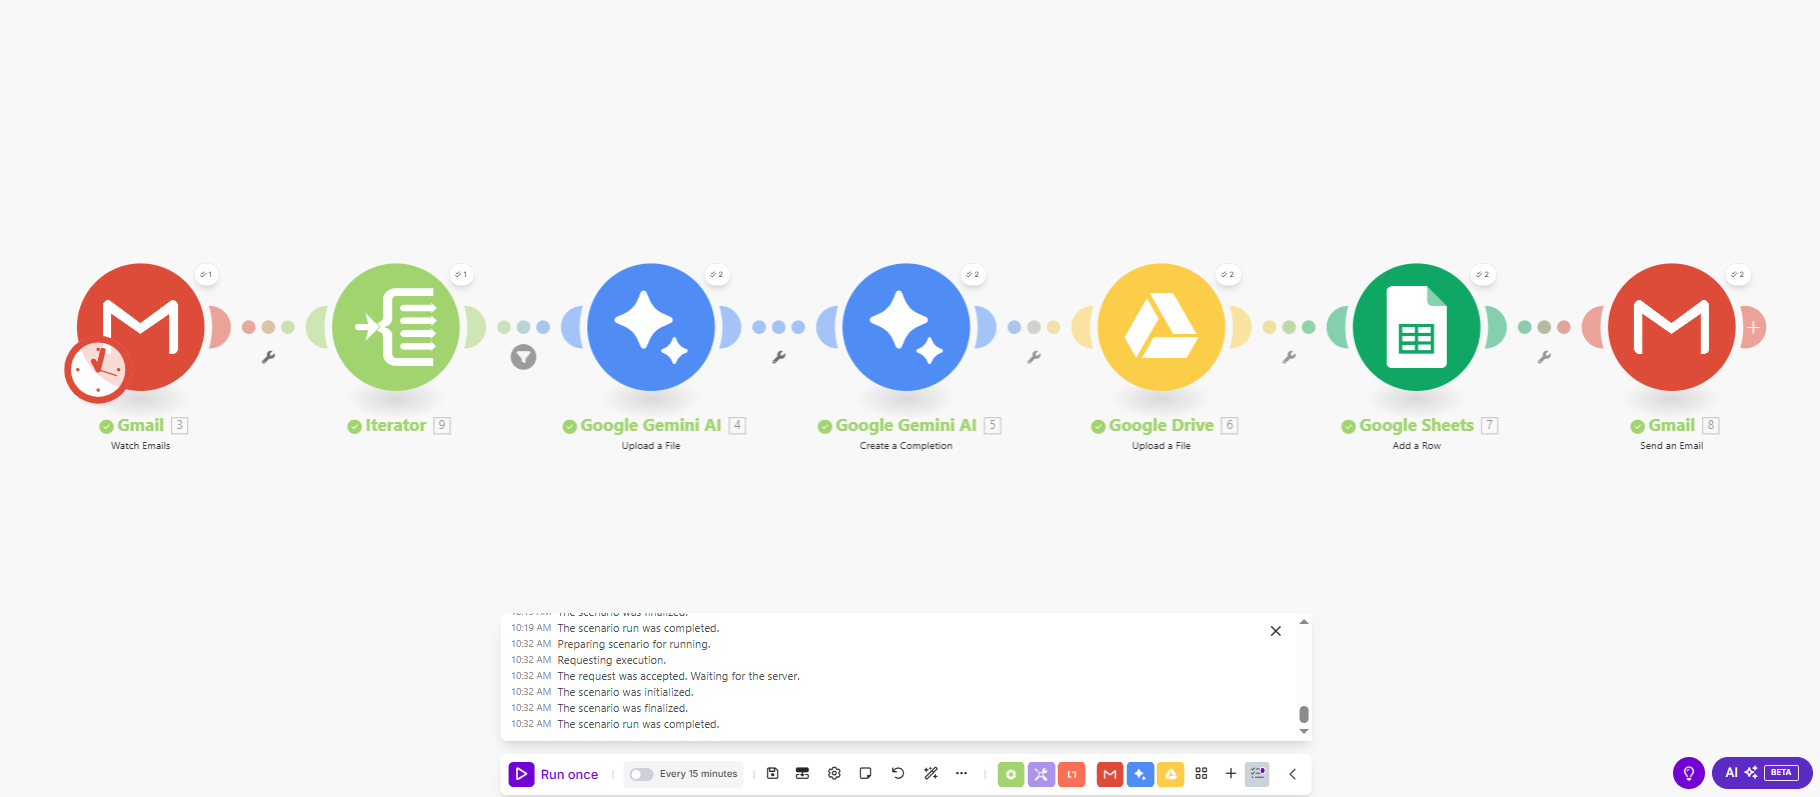 1
1
2
2
2
2
2
Gmail 3
Watch Emails
Iterator 9
Google Gemini AI 4
Upload a File
Google Gemini AI 5
Create a Completion
Google Drive 6
Upload a File
Google Sheets 7
Add a Row
Gmail 8
Send an Email
10:19 AM The scenario was finalized.
10:19 AM The scenario run was completed.
10:32 AM Preparing scenario for running.
10:32 AM Requesting execution.
10:32 AM The request was accepted. Waiting for the server.
10:32 AM The scenario was initialized.
10:32 AM The scenario was finalized.
10:32 AM The scenario run was completed.
Run once
Every 15 minutes
AI BETA